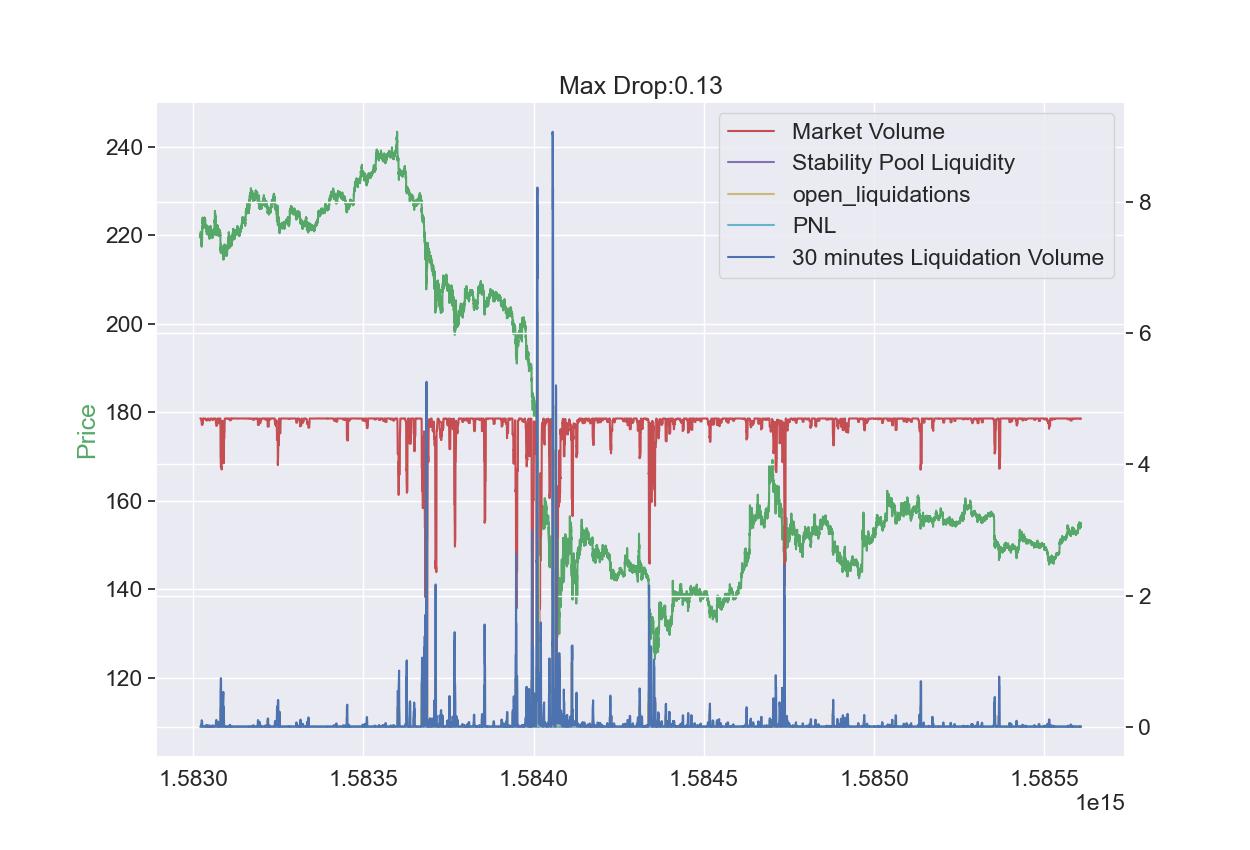 Max Drop:0.13
Market Volume
Stability Pool Liquidity
open_liquidations
PNL
30 minutes Liquidation Volume
Price
240
220
200
180
160
140
120
8
6
4
2
0
1.5830 1.5835 1.5840 1.5845 1.5850 1.5855
1e15